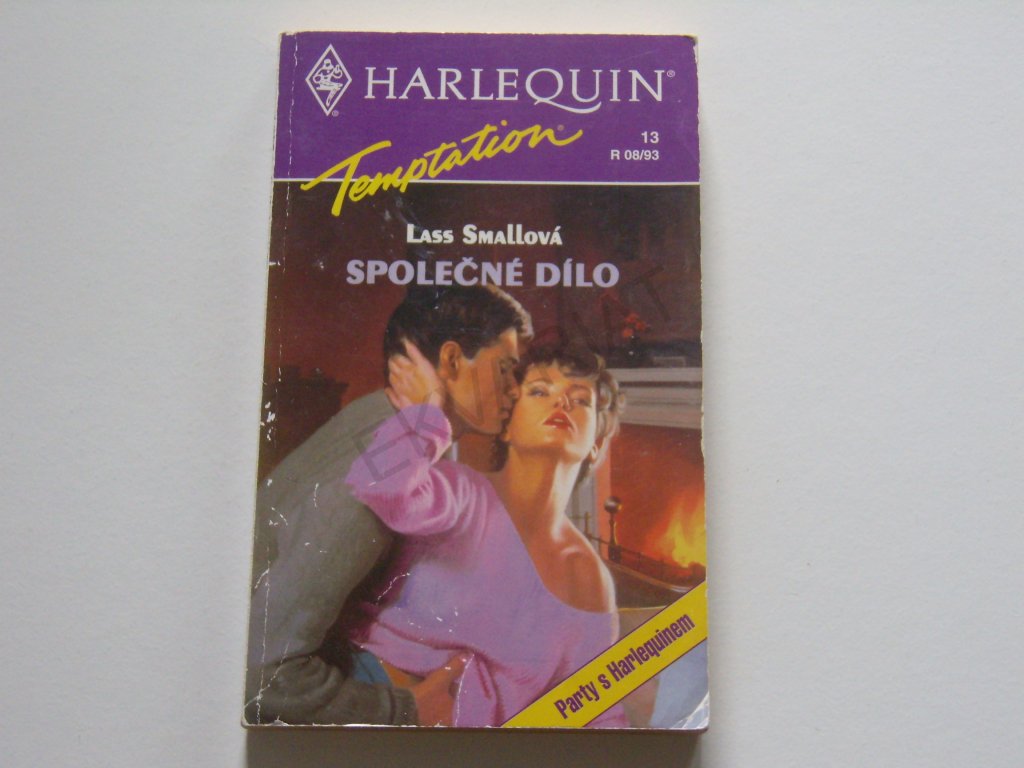 HARLEQUIN®
Temptation®
13
R 08/93
Lass Smallová
SPOLEČNÉ DÍLO
Party s Harlequinem